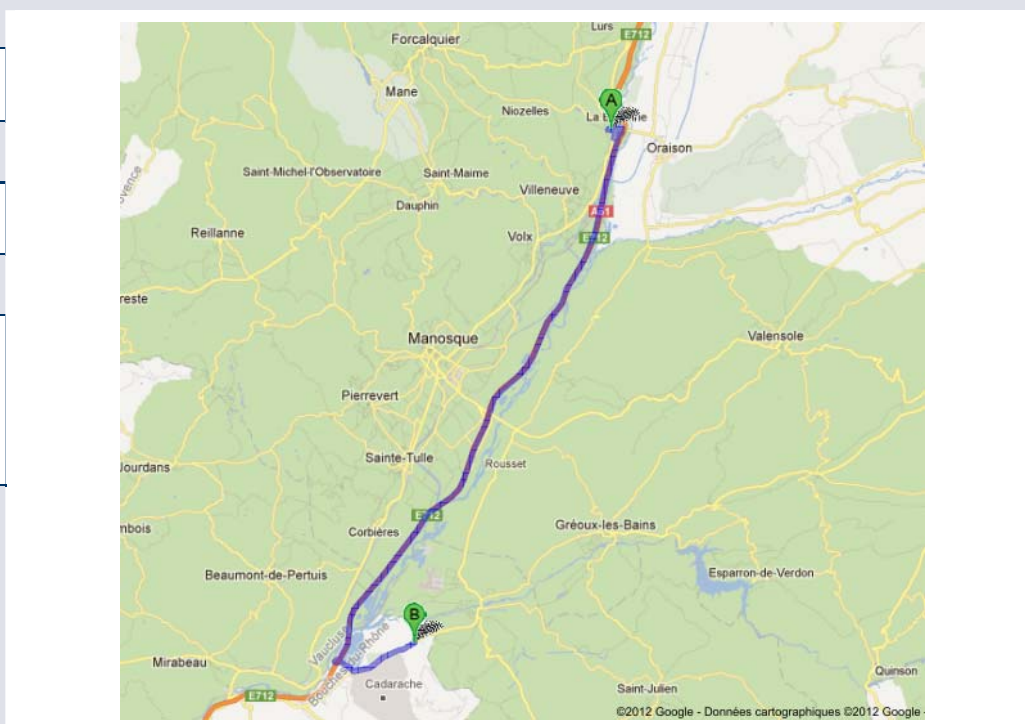 Lurs
E712
Forcalquier
A
Mane
Niozelles
Oraison
Saint-Michel-l'Observatoire
Saint-Maime
Villeneuve
Dauphin
A51
Reillanne
Volx
E712
Manosque
Valensole
Pierrevert
Sainte-Tulle
Rousset
Jourdans
E712
Gréoux-les-Bains
Corbières
Beaumont-de-Pertuis
Esparron-de-Verdon
B
Vaucluse
Bouches-du-Rhône
Mirabeau
Cadarache
Quinson
E712
Saint-Julien
©2012 Google - Données cartographiques ©2012 Google -